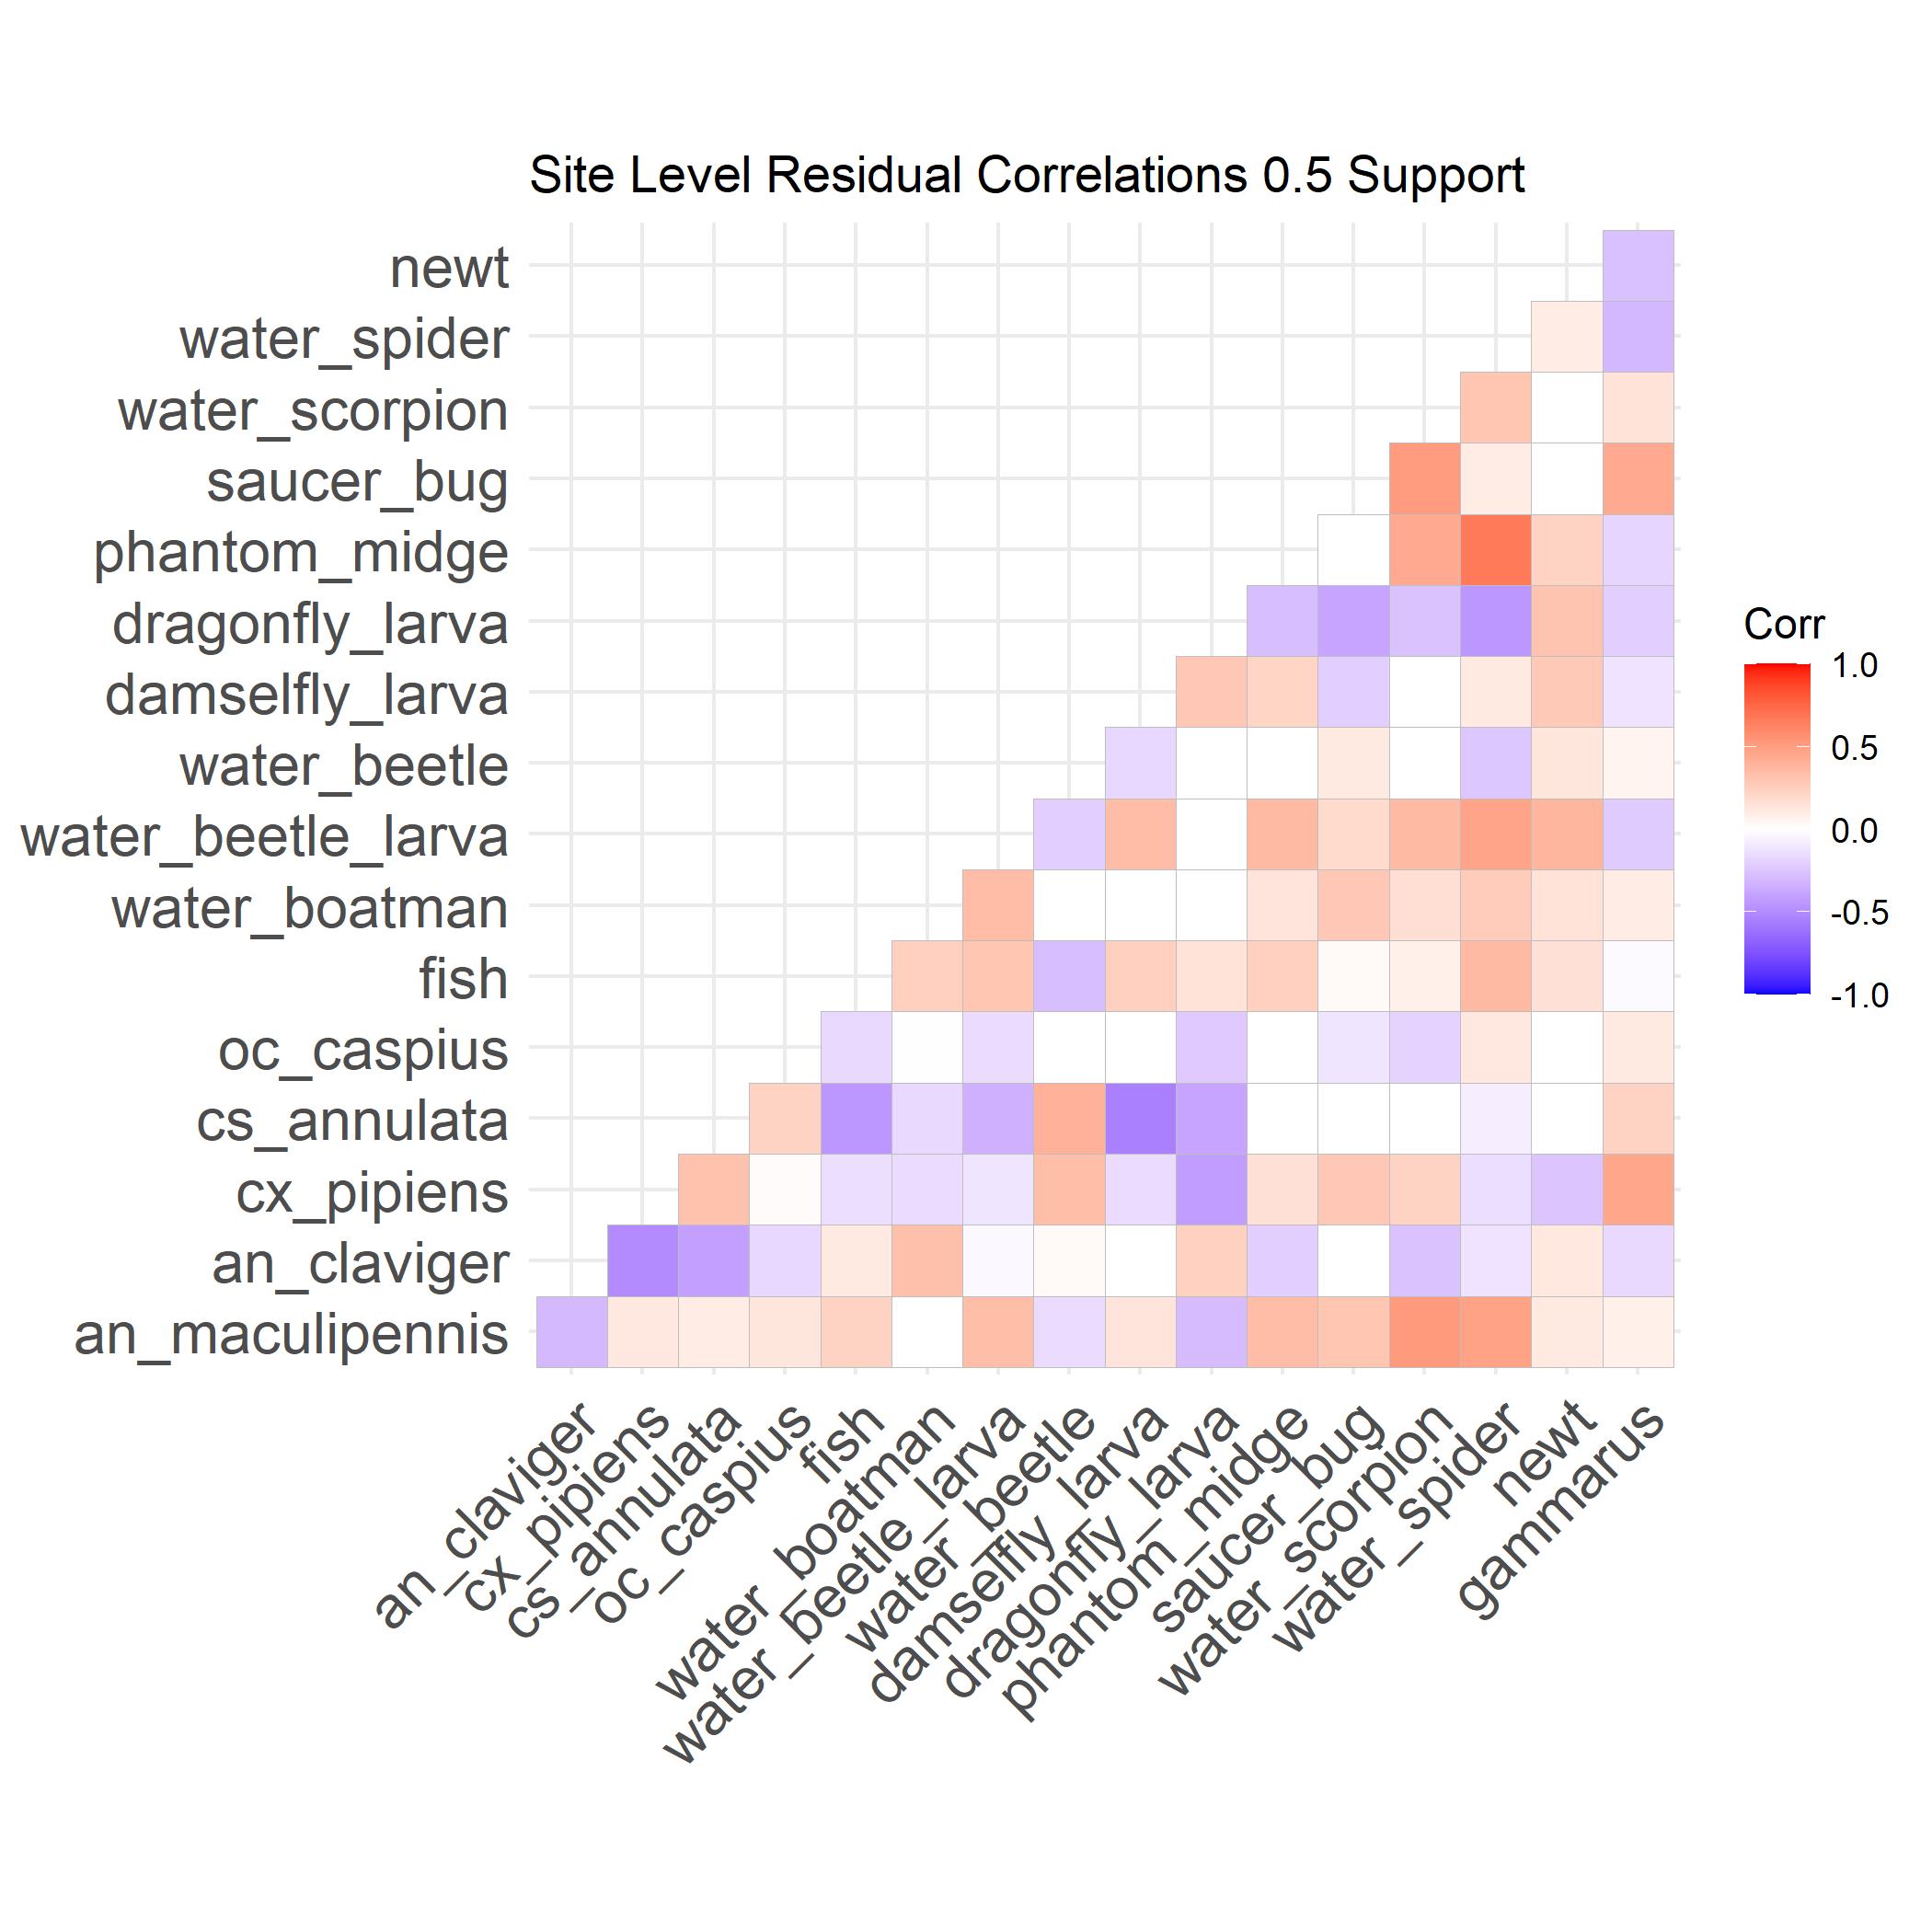 Site Level Residual Correlations 0.5 Support
newt
water_spider
water_scorpion
saucer_bug
phantom_midge
dragonfly_larva
damselfly_larva
water_beetle
water_beetle_larva
water_boatman
fish
oc_caspius
cs_annulata
cx_pipiens
an_claviger
an_maculipennis
an_claviger
cx_pipiens
cs_annulata
oc_caspius
fish
water_boatman
water_beetle_larva
water_beetle
damselfly_larva
dragonfly_larva
phantom_midge
saucer_bug
water_scorpion
water_spider
newt
gammarus
Corr
1.0
0.5
0.0
-0.5
-1.0